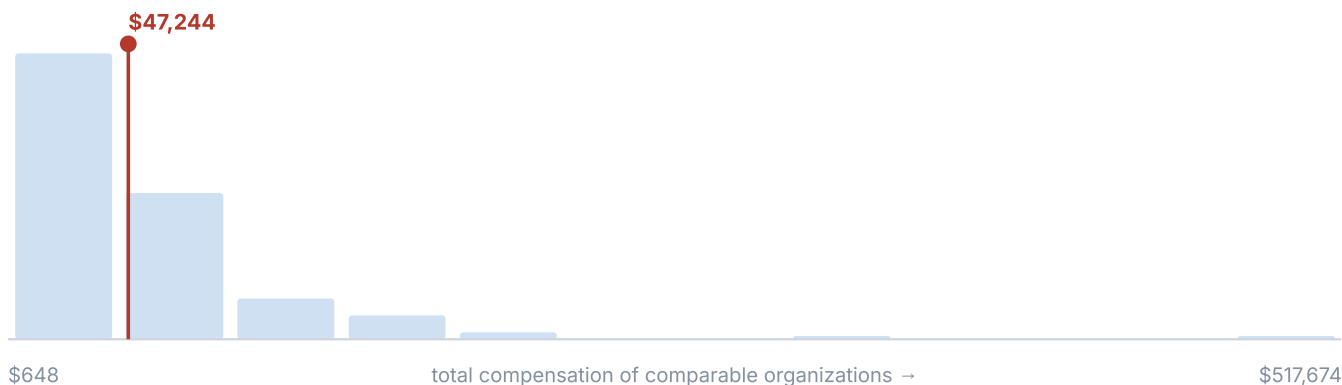 $47,244
$648 total compensation of comparable organizations → $517,674